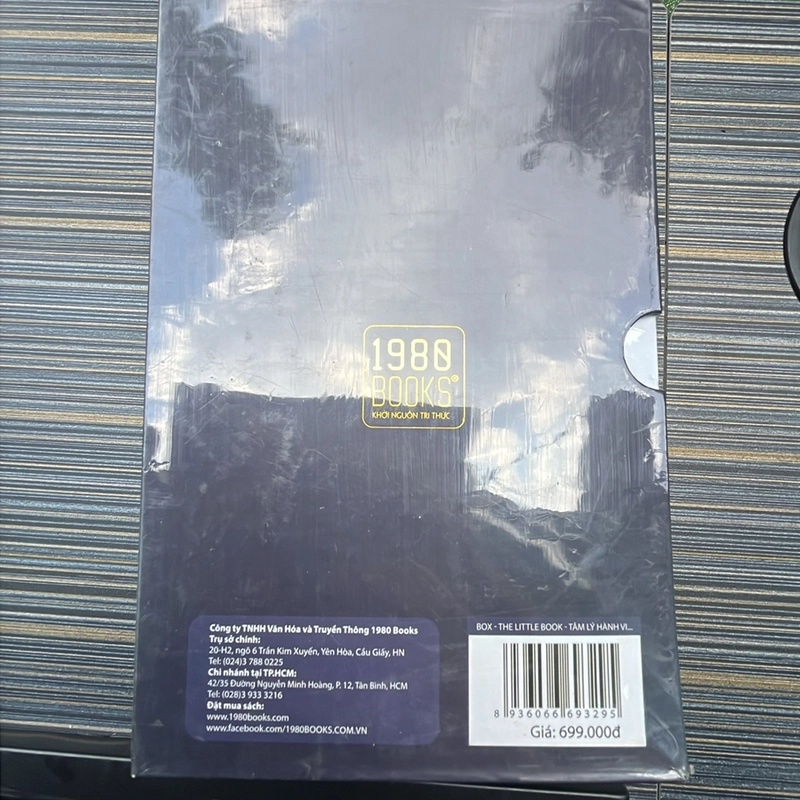 1980
BOOKS®
KHƠI NGUỒN TRI THỨC
Công ty TNHH Văn Hóa và Truyền Thông 1980 Books
Trụ sở chính:
20-H2, ngõ 6 Trần Kim Xuyến, Yên Hòa, Cầu Giấy, HN
Tel: (024)3 788 0225
Chi nhánh tại TP.HCM:
42/35 Đường Nguyễn Minh Hoàng, P. 12, Tân Bình, HCM
Tel: (028)3 933 3216
Đặt mua sách:
www.1980books.com
www.facebook.com/1980BOOKS.COM.VN
BOX - THE LITTLE BOOK - TÂM LÝ HÀNH VI...
8 936066 693295
Giá: 699.000đ